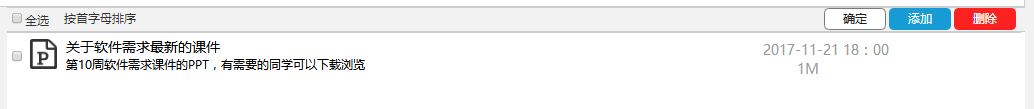 全选 按首字母排序 确定 添加 删除
P 关于软件需求最新的课件 2017-11-21 18：00
第10周软件需求课件的PPT，有需要的同学可以下载浏览 1M